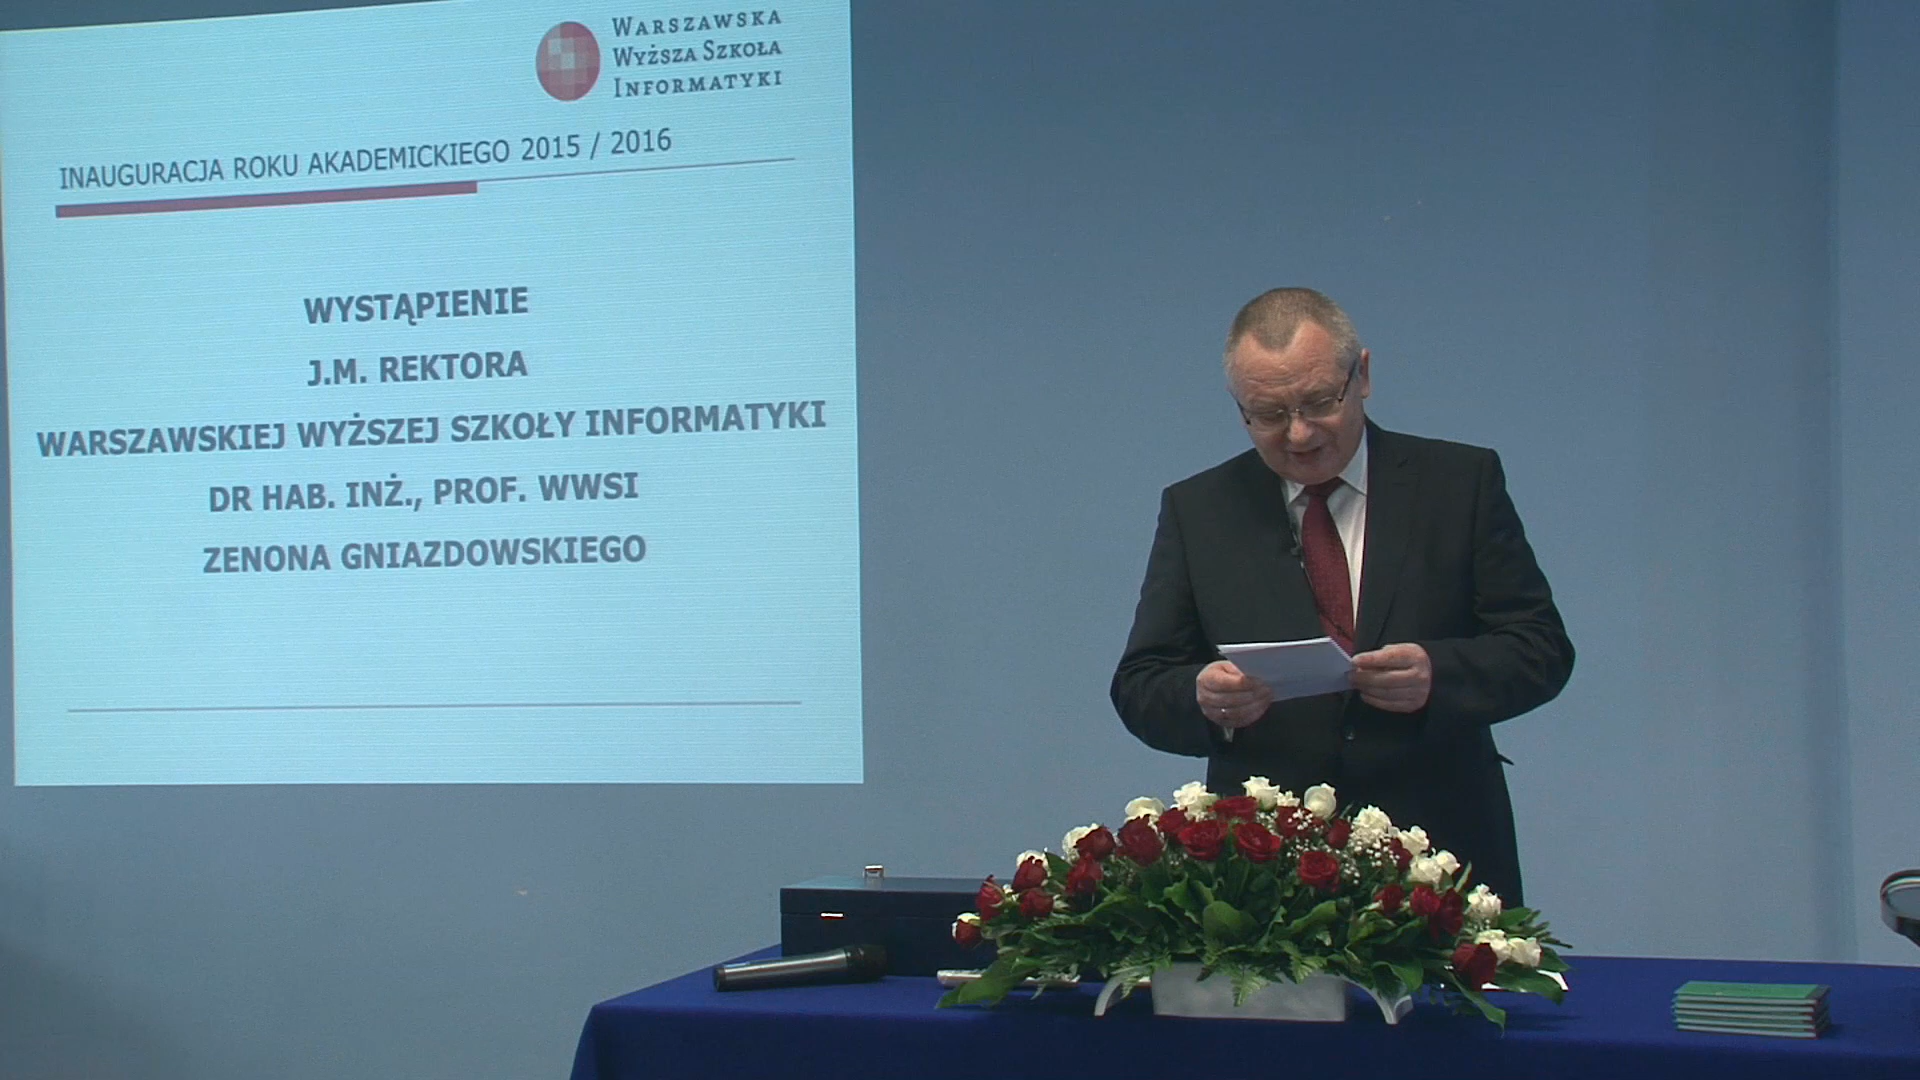 WARSZAWSKA
WYŻSZA SZKOŁA
INFORMATYKI
INAUGURACJA ROKU AKADEMICKIEGO 2015 / 2016
WYSTĄPIENIE
J.M. REKTORA
WARSZAWSKIEJ WYŻSZEJ SZKOŁY INFORMATYKI
DR HAB. INŻ., PROF. WWSI
ZENONA GNIAZDOWSKIEGO